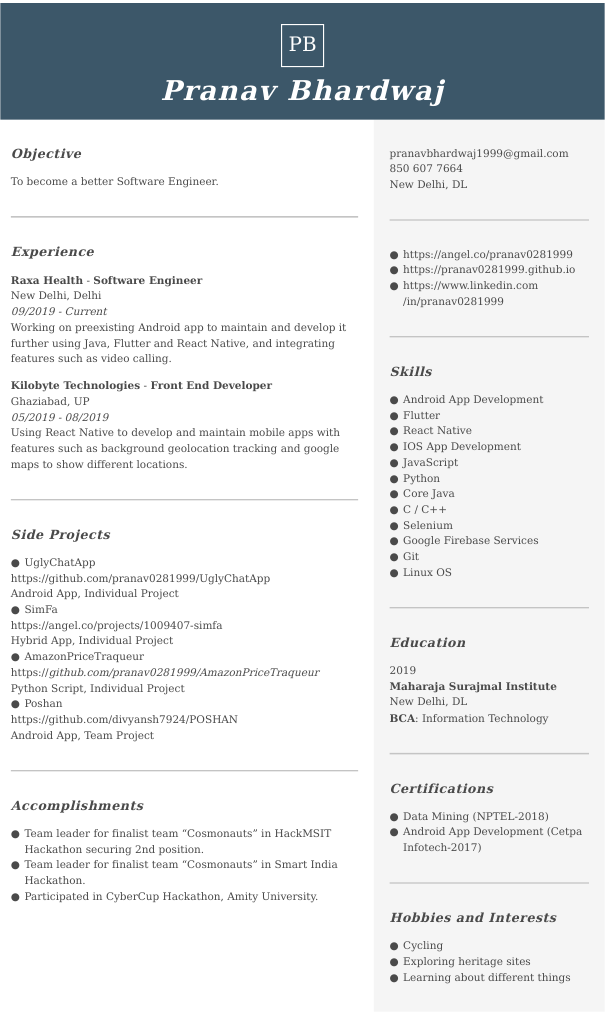 PB
Pranav Bhardwaj
Objective
To become a better Software Engineer.
Experience
Raxa Health - Software Engineer
New Delhi, Delhi
09/2019 - Current
Working on preexisting Android app to maintain and develop it
further using Java, Flutter and React Native, and integrating
features such as video calling.
Kilobyte Technologies - Front End Developer
Ghaziabad, UP
05/2019 - 08/2019
Using React Native to develop and maintain mobile apps with
features such as background geolocation tracking and google
maps to show different locations.
Side Projects
● UglyChatApp
https://github.com/pranav0281999/UglyChatApp
Android App, Individual Project
● SimFa
https://angel.co/projects/1009407-simfa
Hybrid App, Individual Project
● AmazonPriceTraqueur
https://github.com/pranav0281999/AmazonPriceTraqueur
Python Script, Individual Project
● Poshan
https://github.com/divyansh7924/POSHAN
Android App, Team Project
Accomplishments
● Team leader for finalist team “Cosmonauts” in HackMSIT
Hackathon securing 2nd position.
● Team leader for finalist team “Cosmonauts” in Smart India
Hackathon.
● Participated in CyberCup Hackathon, Amity University.
pranavbhardwaj1999@gmail.com
850 607 7664
New Delhi, DL
● https://angel.co/pranav0281999
● https://pranav0281999.github.io
● https://www.linkedin.com
/in/pranav0281999
Skills
● Android App Development
● Flutter
● React Native
● IOS App Development
● JavaScript
● Python
● Core Java
● C / C++
● Selenium
● Google Firebase Services
● Git
● Linux OS
Education
2019
Maharaja Surajmal Institute
New Delhi, DL
BCA: Information Technology
Certifications
● Data Mining (NPTEL-2018)
● Android App Development (Cetpa
Infotech-2017)
Hobbies and Interests
● Cycling
● Exploring heritage sites
● Learning about different things